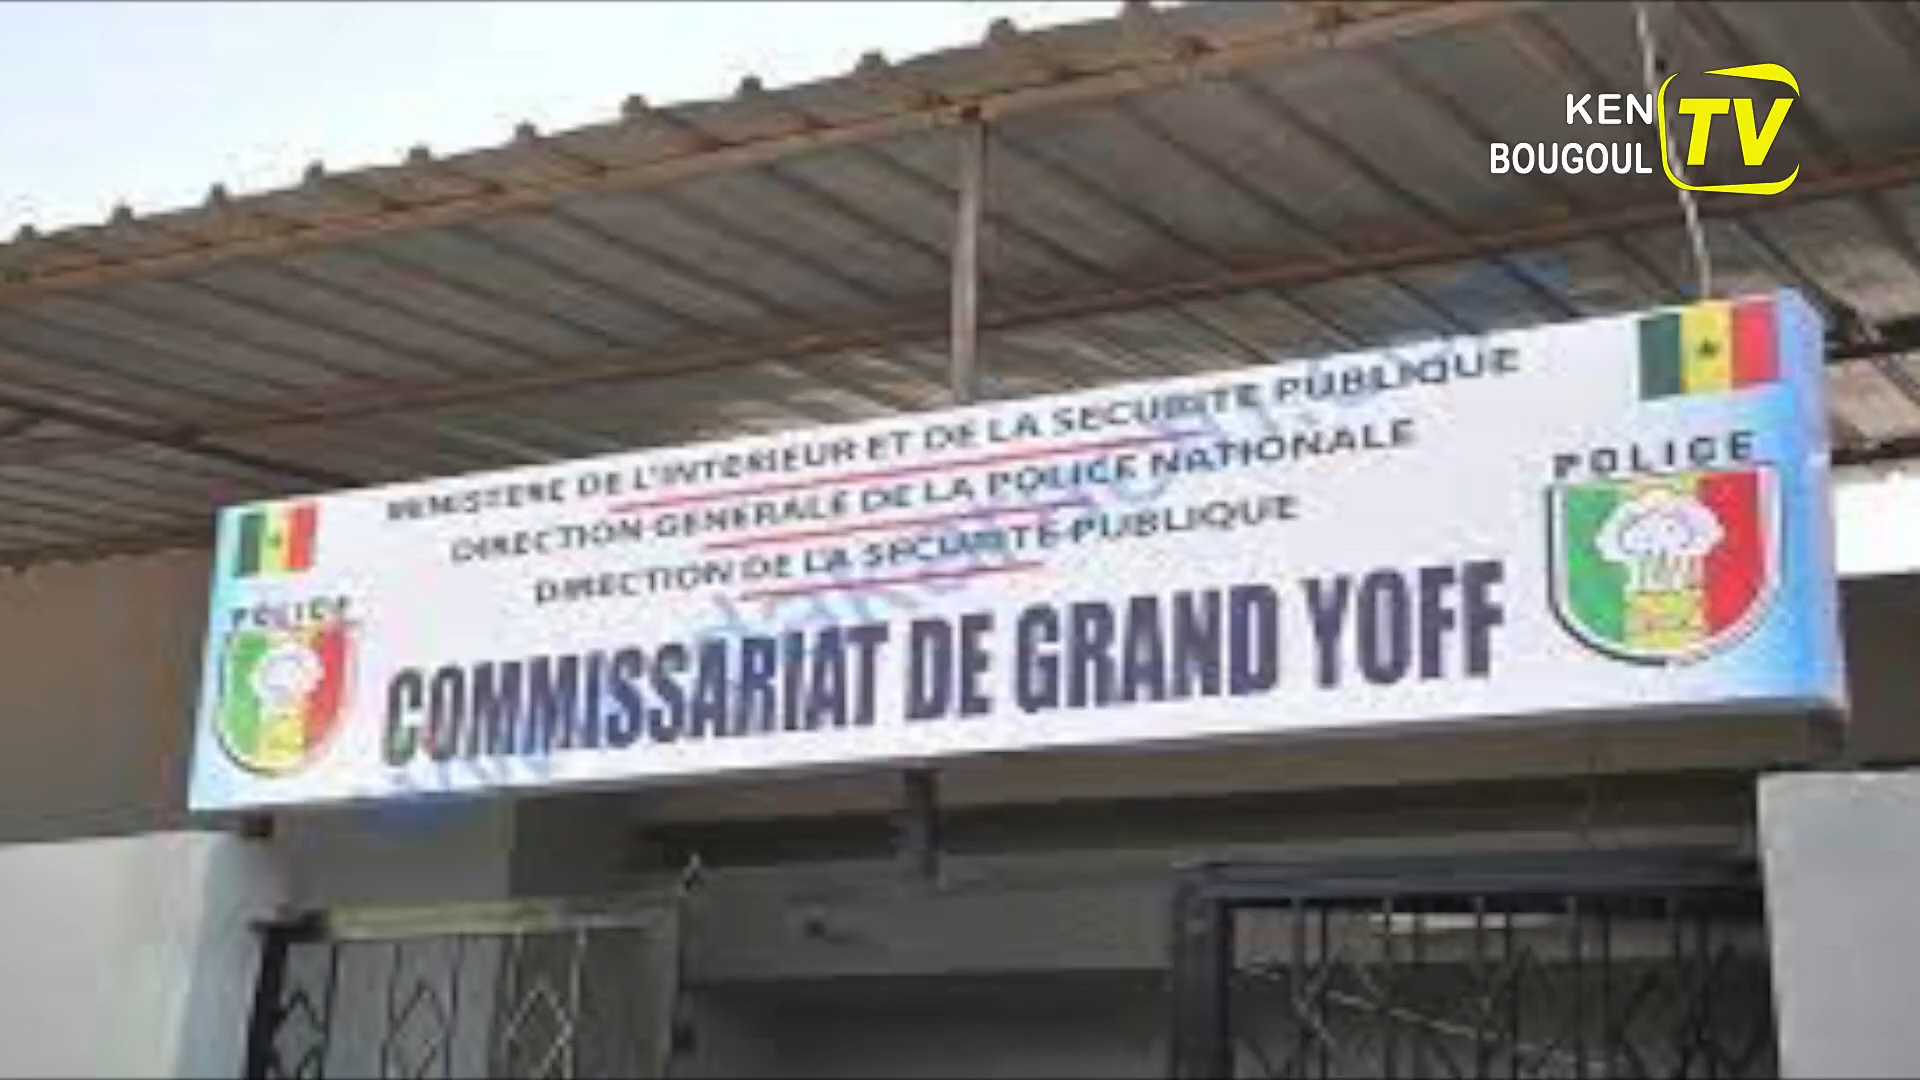 KEN
BOUGOUL TV
MINISTERE DE L'INTERIEUR ET DE LA SECURITE PUBLIQUE
DIRECTION GENERALE DE LA POLICE NATIONALE
DIRECTION DE LA SECURITE PUBLIQUE
COMMISSARIAT DE GRAND YOFF
POLICE
POLICE